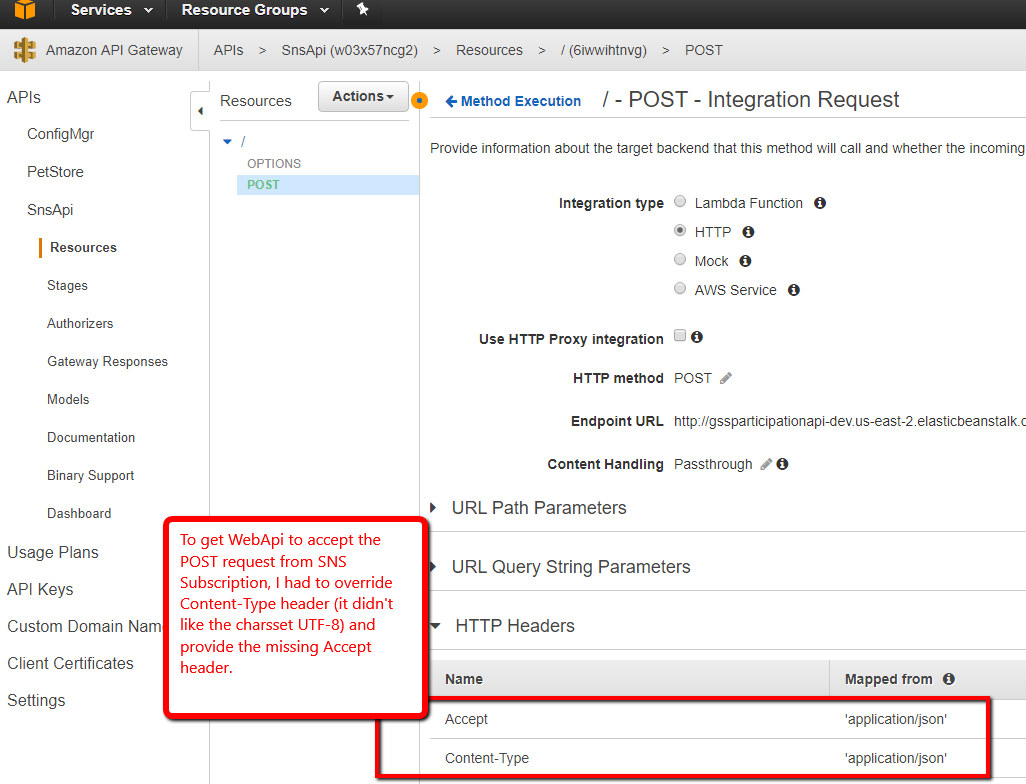 Services Resource Groups
Amazon API Gateway APIs > SnsApi (w03x57ncg2) > Resources > / (6iwwihtnvg) > POST
APIs
ConfigMgr
PetStore
SnsApi
Resources
Stages
Authorizers
Gateway Responses
Models
Documentation
Binary Support
Dashboard
Usage Plans
API Keys
Custom Domain Name
Client Certificates
Settings
Resources Actions
/
OPTIONS
POST
Method Execution / - POST - Integration Request
Provide information about the target backend that this method will call and whether the incoming
Integration type Lambda Function
HTTP
Mock
AWS Service
Use HTTP Proxy integration
HTTP method POST
Endpoint URL http://gssparticipationapi-dev.us-east-2.elasticbeanstalk.c
Content Handling Passthrough
URL Path Parameters
URL Query String Parameters
HTTP Headers
Name Mapped from
Accept 'application/json'
Content-Type 'application/json'
To get WebApi to accept the
POST request from SNS
Subscription, I had to override
Content-Type header (it didn't
like the charsset UTF-8) and
provide the missing Accept
header.